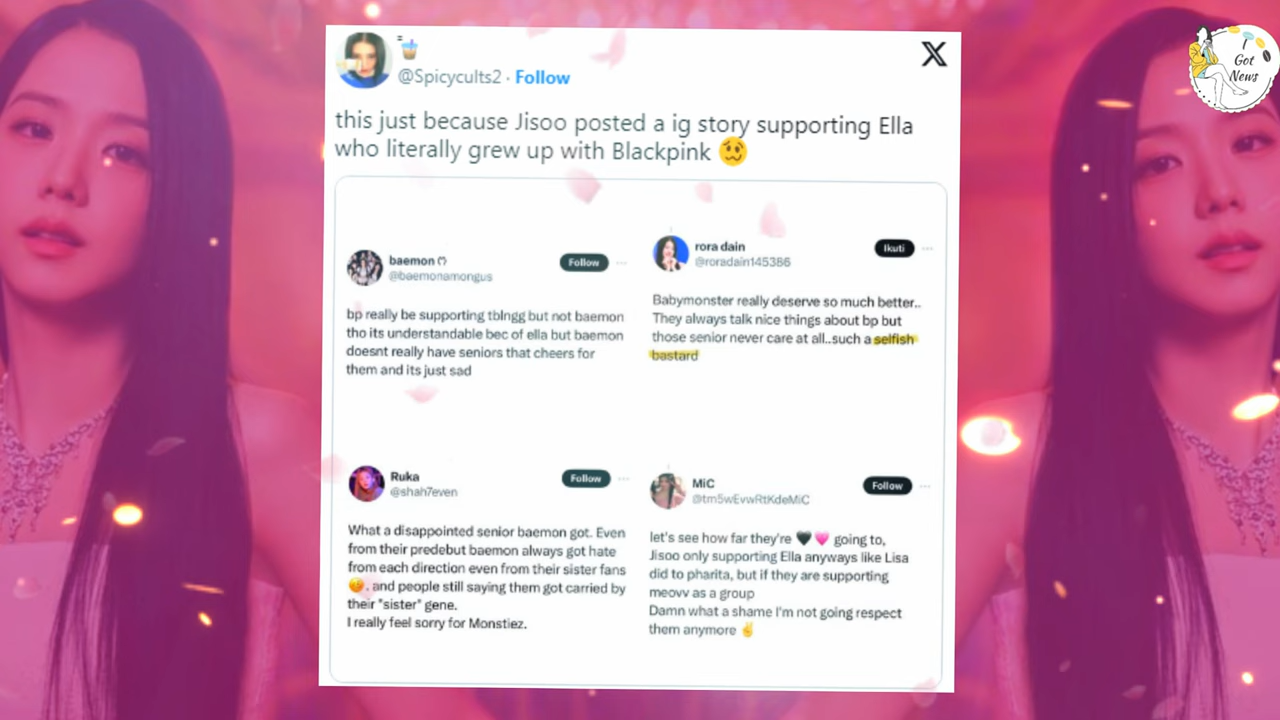 I
Got
News
@Spicycults2 · Follow
this just because Jisoo posted a ig story supporting Ella
who literally grew up with Blackpink 🥴
baemon
@baemonamongus
Follow
bp really be supporting tblngg but not baemon
tho its understandable bec of ella but baemon
doesnt really have seniors that cheers for
them and its just sad
rora dain
@roradain145386
Ikuti
Babymonster really deserve so much better..
They always talk nice things about bp but
those senior never care at all..such a selfish
bastard
Ruka
@shah7even
Follow
What a disappointed senior baemon got. Even
from their predebut baemon always got hate
from each direction even from their sister fans
🥲. and people still saying them got carried by
their "sister" gene.
I really feel sorry for Monstiez.
MiC
@tm5wEvwRtKdeMiC
Follow
let's see how far they're 🖤🩷 going to,
Jisoo only supporting Ella anyways like Lisa
did to pharita, but if they are supporting
meovv as a group
Damn what a shame I'm not going respect
them anymore ✌️